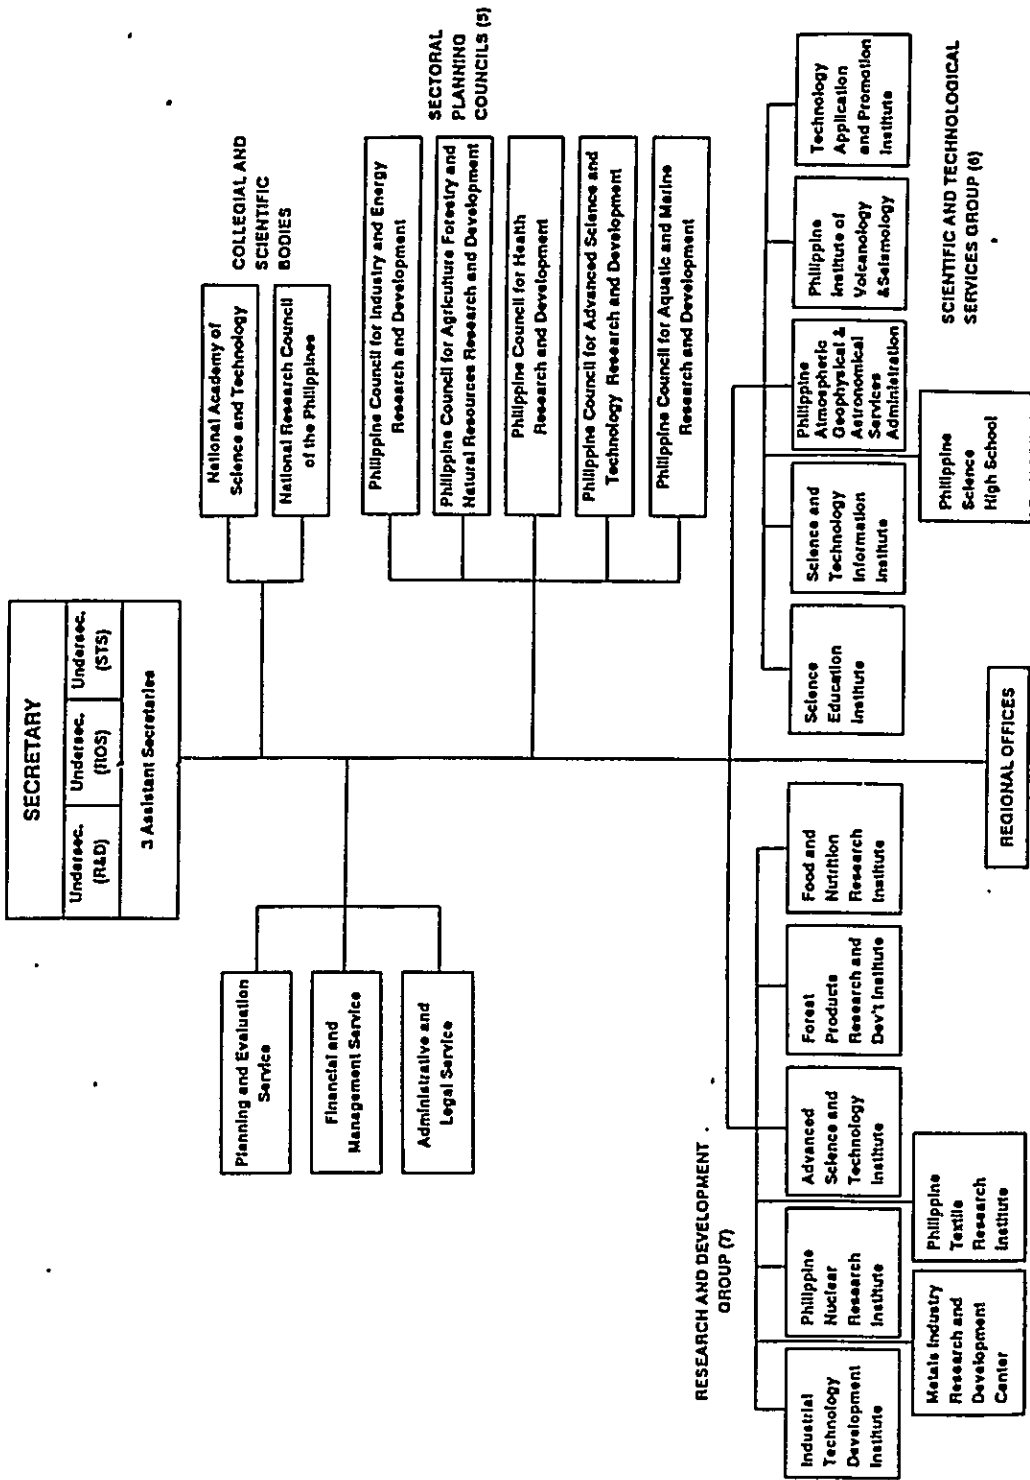 SECRETARY
Undersec.
(R&D)
Undersec.
(ROS)
Undersec.
(STS)
3 Assistant Secretaries
Planning and Evaluation
Service
Financial and
Management Service
Administrative and
Legal Service
National Academy of
Science and Technology
National Research Council
of the Philippines
COLLEGIAL AND
SCIENTIFIC
BODIES
Philippine Council for Industry and Energy
Research and Development
Philippine Council for Agriculture Forestry and
Natural Resources Research and Development
Philippine Council for Health
Research and Development
Philippine Council for Advanced Science and
Technology Research and Development
Philippine Council for Aquatic and Marine
Research and Development
SECTORAL
PLANNING
COUNCILS (5)
RESEARCH AND DEVELOPMENT
GROUP (7)
Industrial
Technology
Development
Institute
Philippine
Nuclear
Research
Institute
Advanced
Science and
Technology
Institute
Forest
Products
Research and
Dev't Institute
Food and
Nutrition
Research
Institute
Metals Industry
Research and
Development
Center
Philippine
Textile
Research
Institute
Science
Education
Institute
Science and
Technology
Information
Institute
Philippine
Atmospheric
Geophysical &
Astronomical
Services
Administration
Philippine
Institute of
Volcanology
&Seismology
Technology
Application
and Promotion
Institute
Philippine
Science
High School
SCIENTIFIC AND TECHNOLOGICAL
SERVICES GROUP (6)
REGIONAL OFFICES